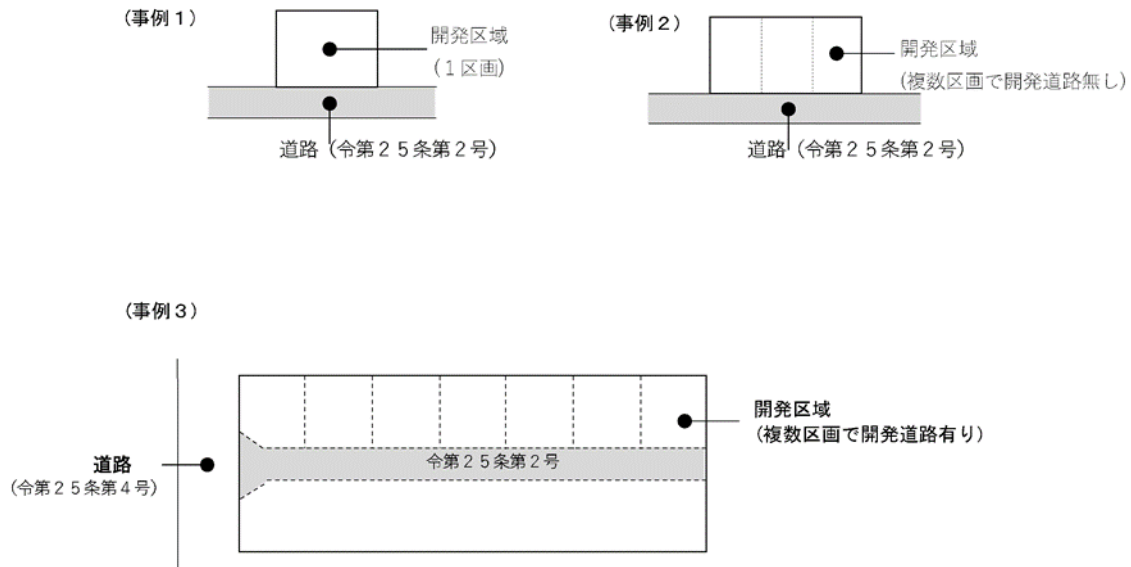 (事例1)
開発区域
(1区画)
道路 (令第25条第2号)
(事例2)
開発区域
(複数区画で開発道路無し)
道路 (令第25条第2号)
(事例3)
開発区域
(複数区画で開発道路有り)
令第25条第2号
道路
(令第25条第4号)